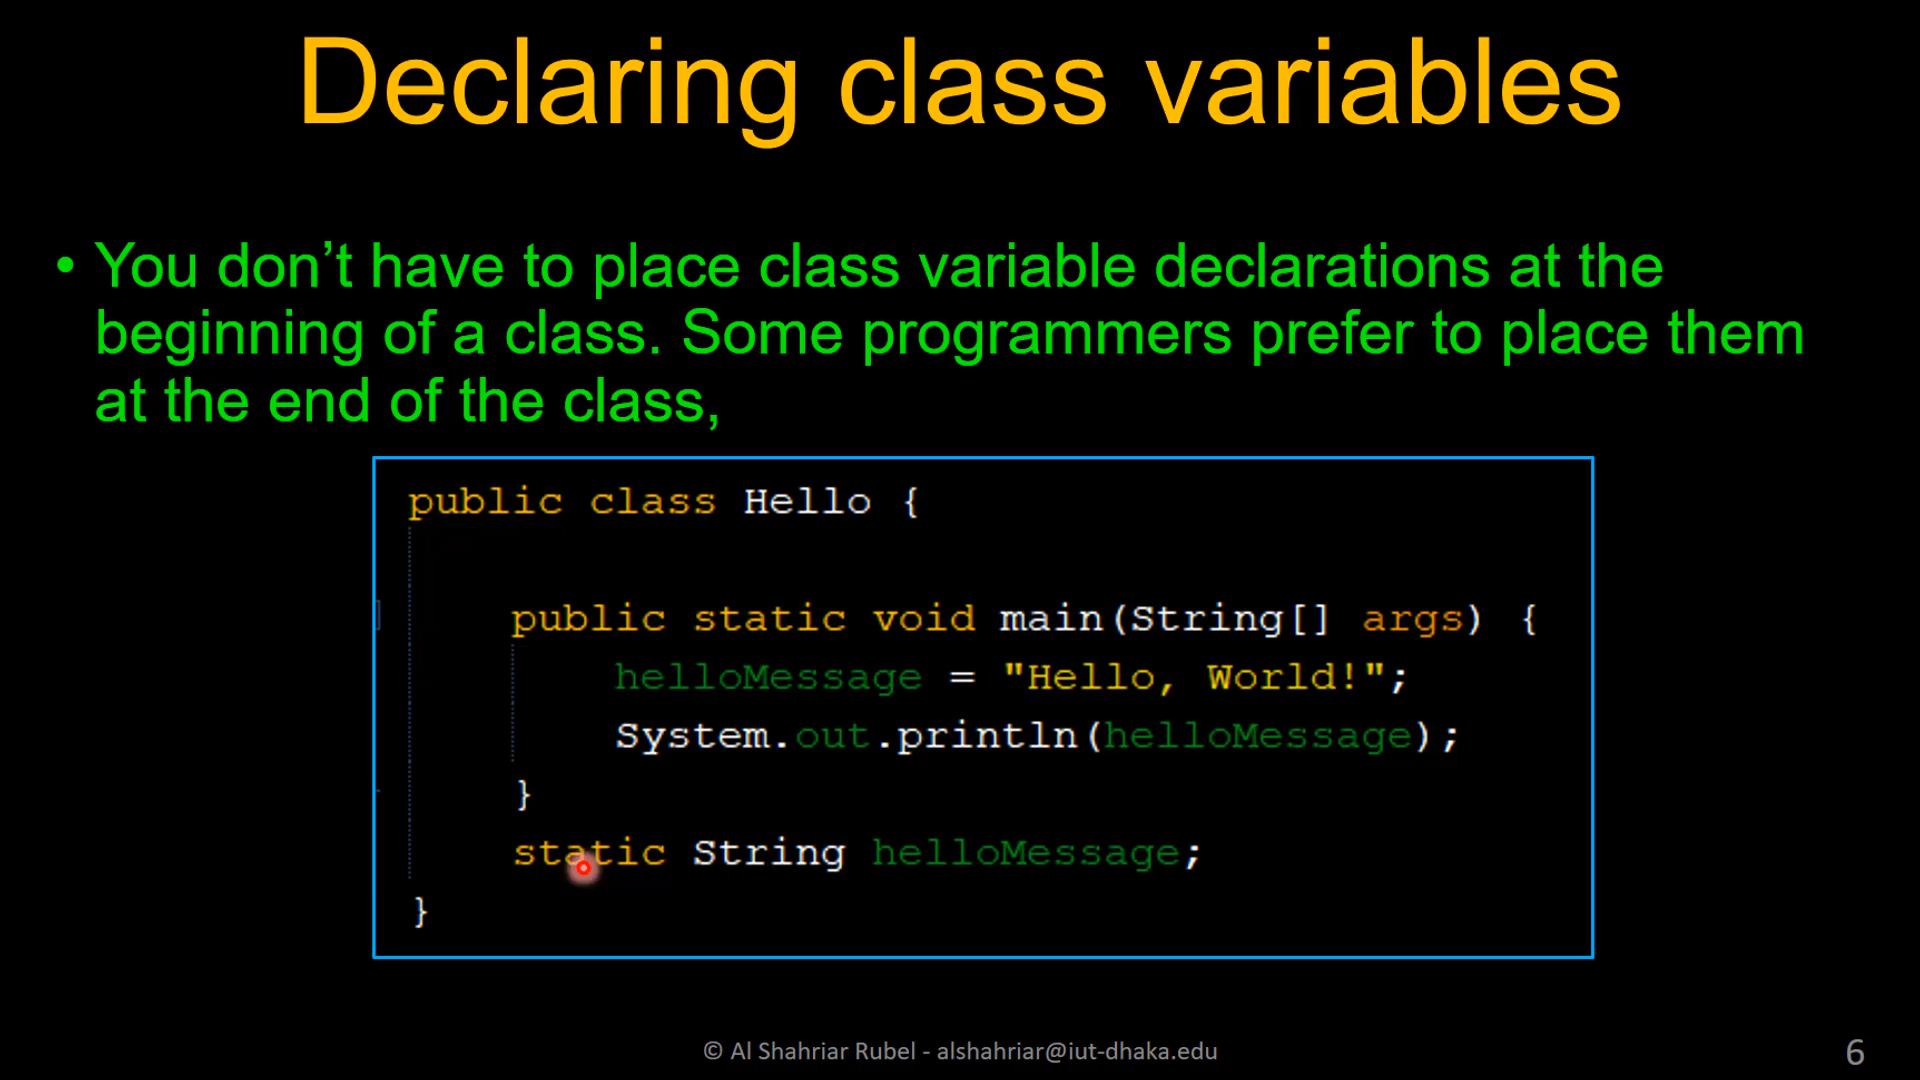 Declaring class variables
• You don’t have to place class variable declarations at the
beginning of a class. Some programmers prefer to place them
at the end of the class,
public class Hello {
public static void main(String[] args) {
helloMessage = "Hello, World!";
System.out.println(helloMessage);
}
static String helloMessage;
}
© Al Shahriar Rubel - alshahriar@iut-dhaka.edu
6